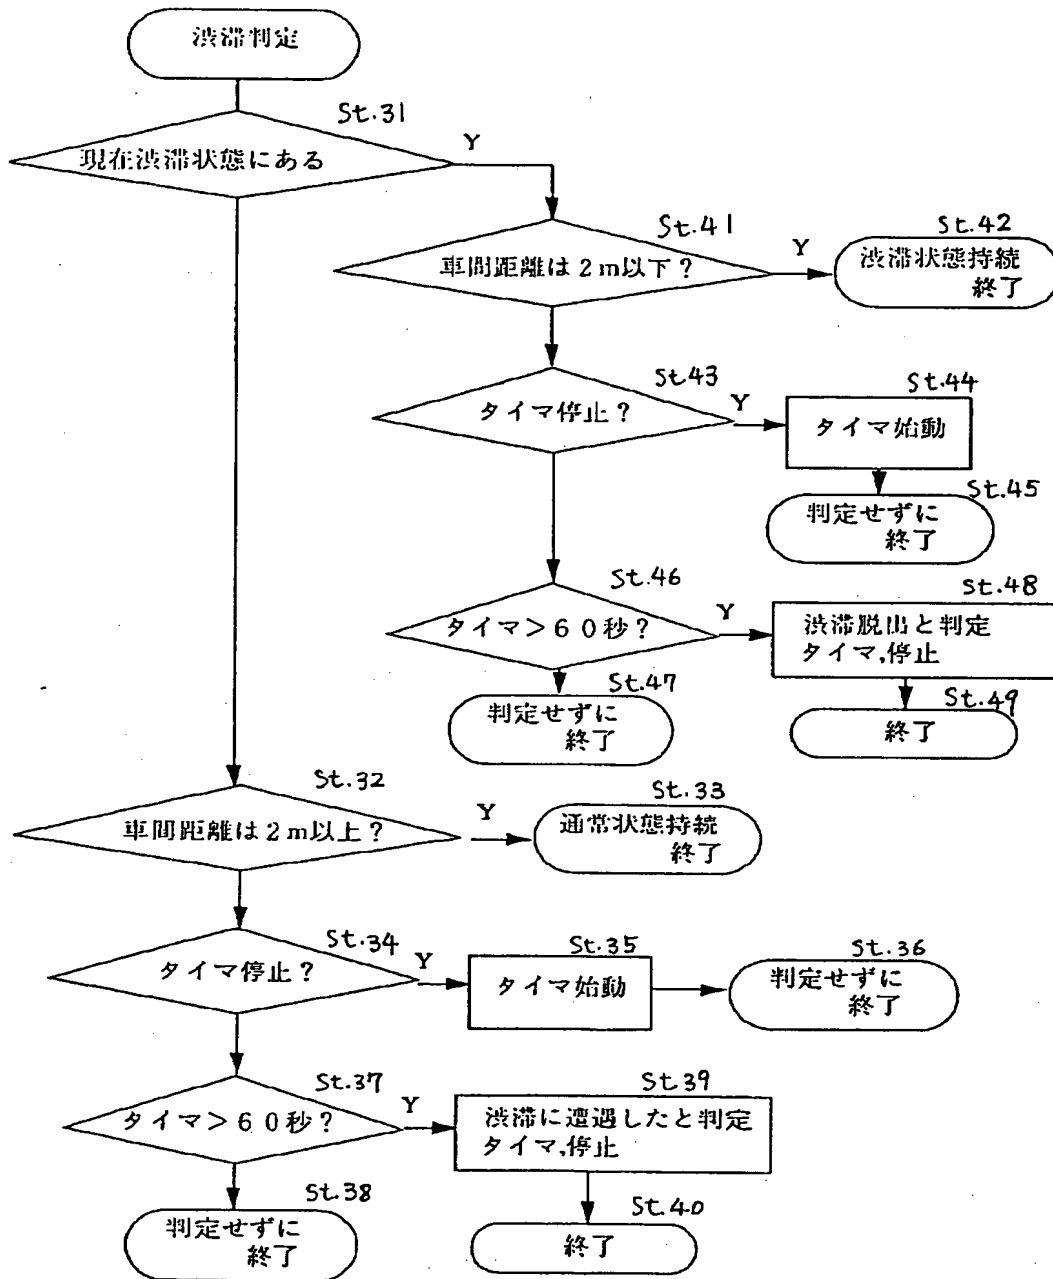 渋滞判定
St.31
現在渋滞状態にある
Y
St.41
車間距離は2m以下?
Y
St.42
渋滞状態持続
終了
St.43
タイマ停止?
Y
St.44
タイマ始動
St.45
判定せずに
終了
St.46
タイマ>60秒?
Y
St.48
渋滞脱出と判定
タイマ,停止
St.47
判定せずに
終了
St.49
終了
St.32
車間距離は2m以上?
Y
St.33
通常状態持続
終了
St.34
タイマ停止?
Y
St.35
タイマ始動
St.36
判定せずに
終了
St.37
タイマ>60秒?
Y
St.39
渋滞に遭遇したと判定
タイマ,停止
St.38
判定せずに
終了
St.40
終了